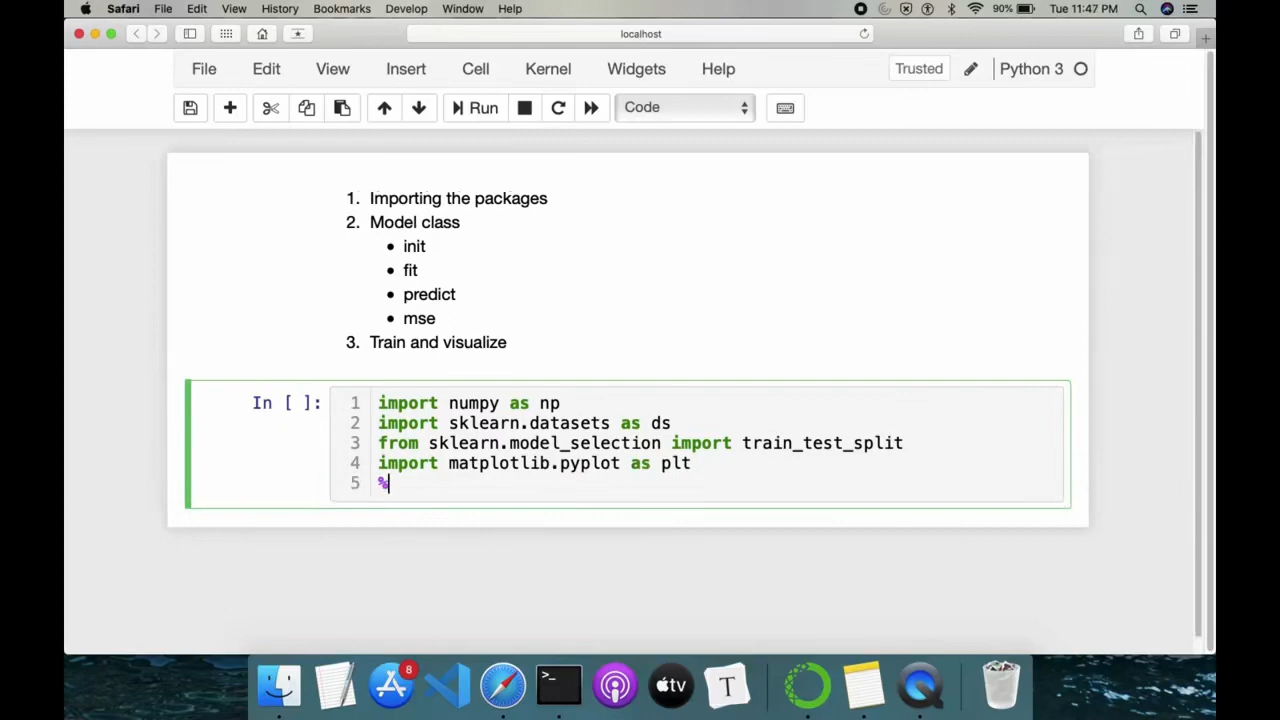 Safari File Edit View History Bookmarks Develop Window Help 90% Tue 11:47 PM
localhost
File Edit View Insert Cell Kernel Widgets Help Trusted Python 3
Run Code
1. Importing the packages
2. Model class
• init
• fit
• predict
• mse
3. Train and visualize
In [ ]:
1 import numpy as np
2 import sklearn.datasets as ds
3 from sklearn.model_selection import train_test_split
4 import matplotlib.pyplot as plt
5 %
8
>_
tv
T